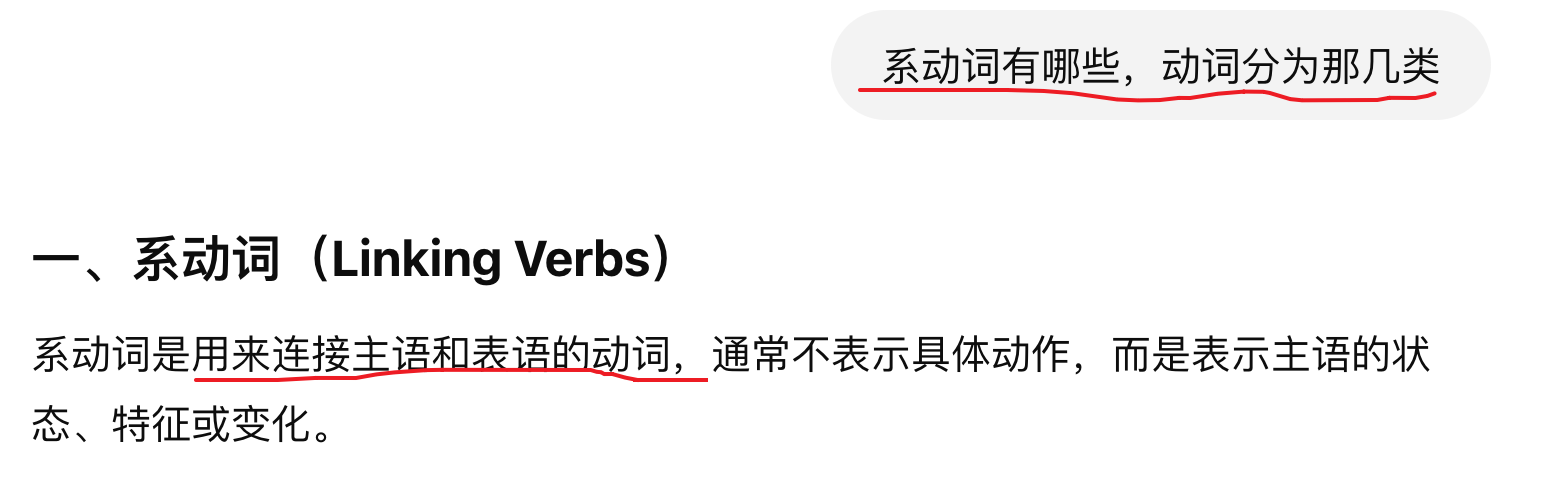 系动词有哪些，动词分为那几类
一、系动词（Linking Verbs）
系动词是用来连接主语和表语的动词，通常不表示具体动作，而是表示主语的状
态、特征或变化。